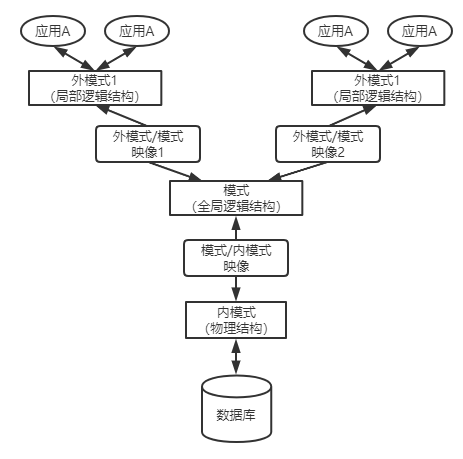 应用A
应用A
应用A
应用A
外模式1
（局部逻辑结构）
外模式1
（局部逻辑结构）
外模式/模式
映像1
外模式/模式
映像2
模式
（全局逻辑结构）
模式/内模式
映像
内模式
（物理结构）
数据库